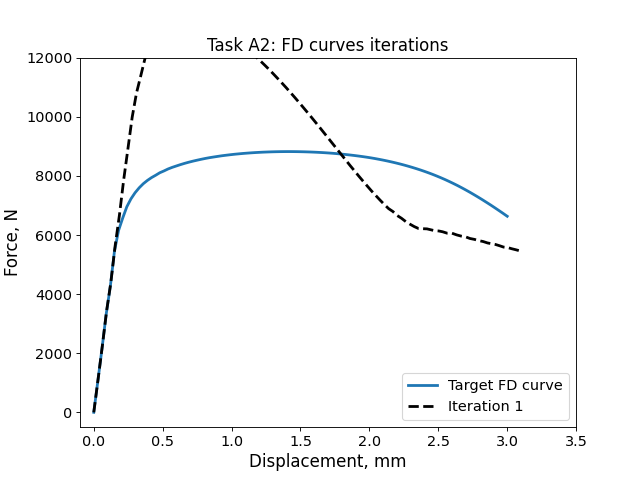 Task A2: FD curves iterations
12000
10000
8000
6000
4000
2000
0
Force, N
0.0 0.5 1.0 1.5 2.0 2.5 3.0 3.5
Displacement, mm
Target FD curve
Iteration 1